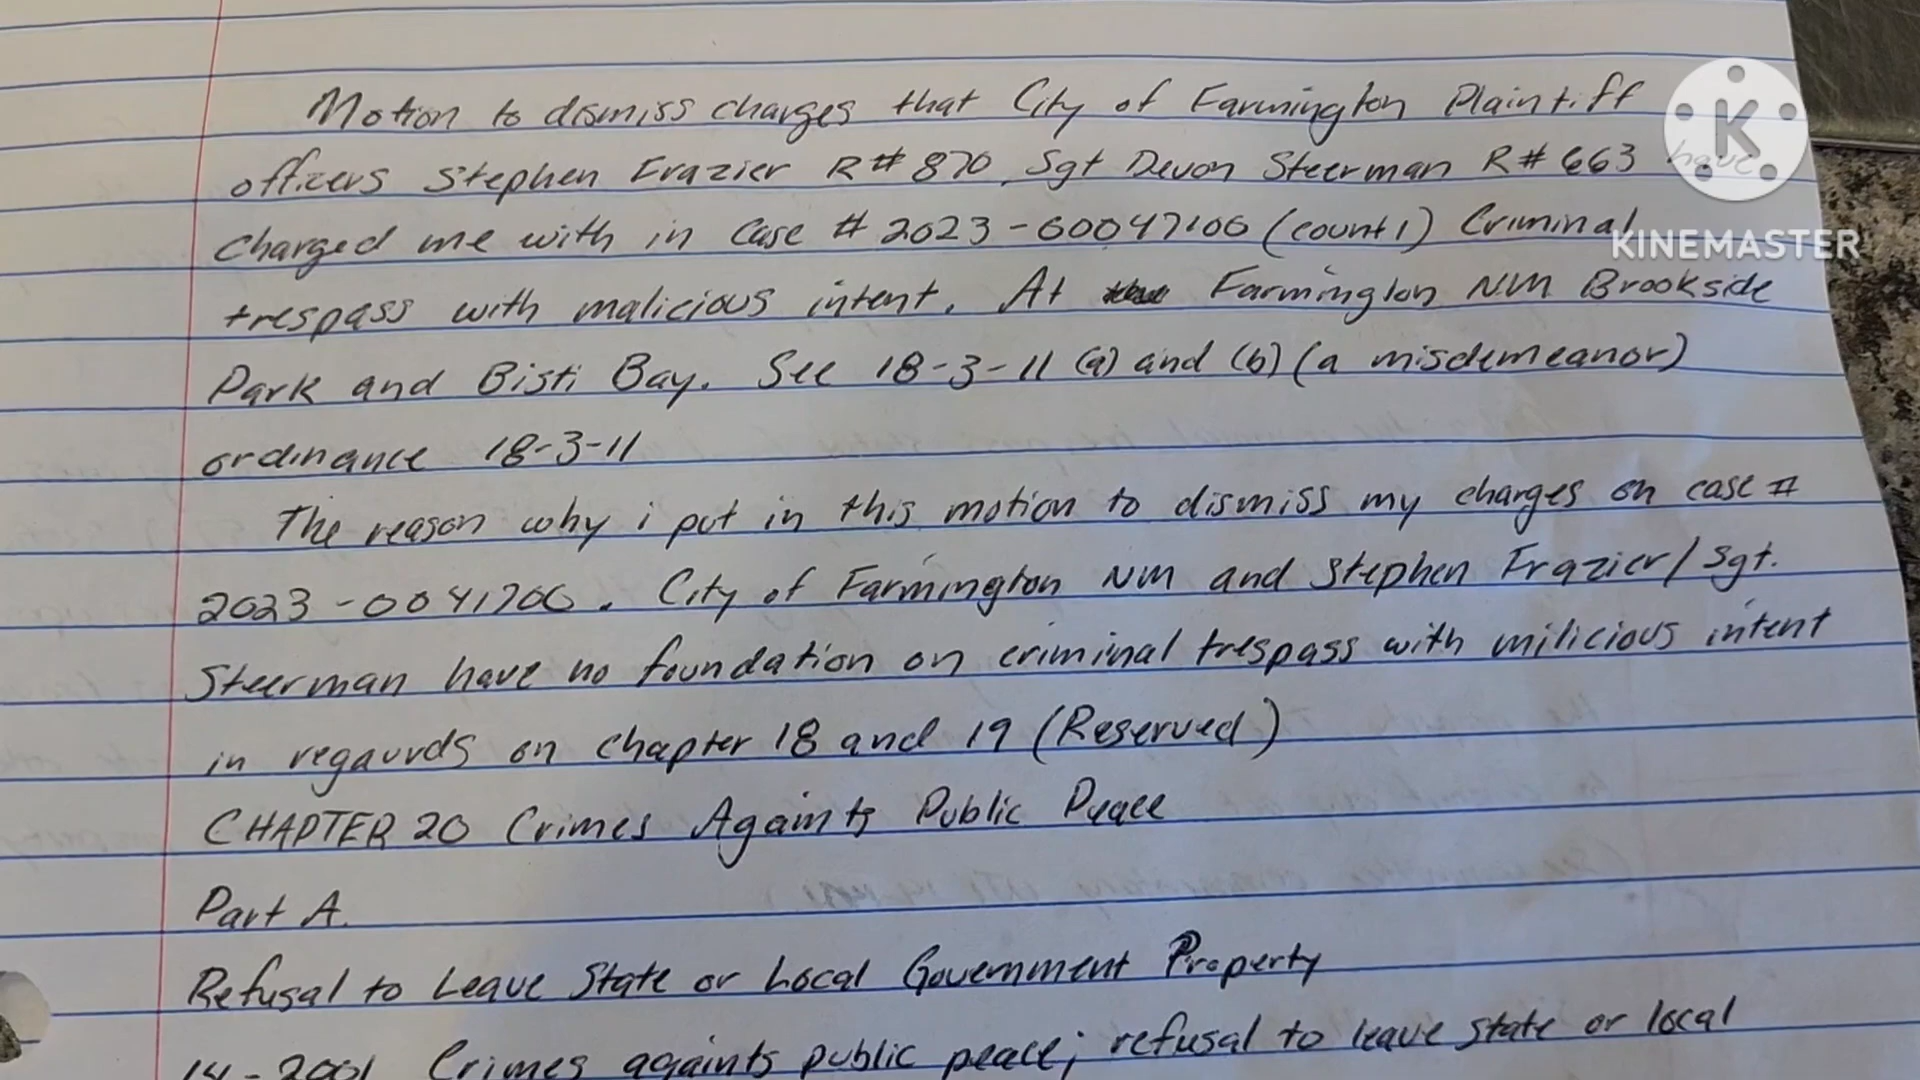 Motion to dismiss charges that City of Farmington Plaintiff
officers Stephen Frazier R# 870, Sgt Devon Steerman R# 663 have
charged me with in case # 2023-60047106 (count 1) Criminal
trespass with malicious intent. At Farmington NM Brookside
Park and Bisti Bay. See 18-3-11 (a) and (b) (a misdemeanor)
ordinance 18-3-11
The reason why i put in this motion to dismiss my charges on case #
2023-0041706. City of Farmington NM and Stephen Frazier/Sgt.
Steerman have no foundation on criminal trespass with milicious intent
in regaurds on chapter 18 and 19 (Reserved)
CHAPTER 20 Crimes Againts Public Peace
Part A.
Refusal to Leave State or Local Government Property
14-2001 Crimes againts public peace; refusal to leave state or local
K
KINEMASTER